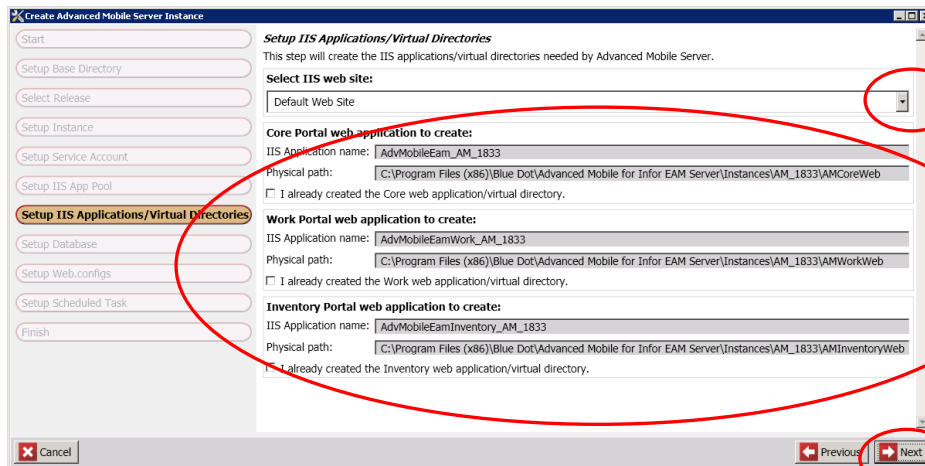 Create Advanced Mobile Server Instance
Start
Setup Base Directory
Select Release
Setup Instance
Setup Service Account
Setup IIS App Pool
Setup IIS Applications/Virtual Directories
Setup Database
Setup Web.configs
Setup Scheduled Task
Finish
Setup IIS Applications/Virtual Directories
This step will create the IIS applications/virtual directories needed by Advanced Mobile Server.
Select IIS web site:
Default Web Site
Core Portal web application to create:
IIS Application name: AdvMobileEam_AM_1833
Physical path: C:\Program Files (x86)\Blue Dot\Advanced Mobile for Infor EAM Server\Instances\AM_1833\AMCoreWeb
I already created the Core web application/virtual directory.
Work Portal web application to create:
IIS Application name: AdvMobileEamWork_AM_1833
Physical path: C:\Program Files (x86)\Blue Dot\Advanced Mobile for Infor EAM Server\Instances\AM_1833\AMWorkWeb
I already created the Work web application/virtual directory.
Inventory Portal web application to create:
IIS Application name: AdvMobileEamInventory_AM_1833
Physical path: C:\Program Files (x86)\Blue Dot\Advanced Mobile for Infor EAM Server\Instances\AM_1833\AMInventoryWeb
I already created the Inventory web application/virtual directory.
Cancel
Previous
Next